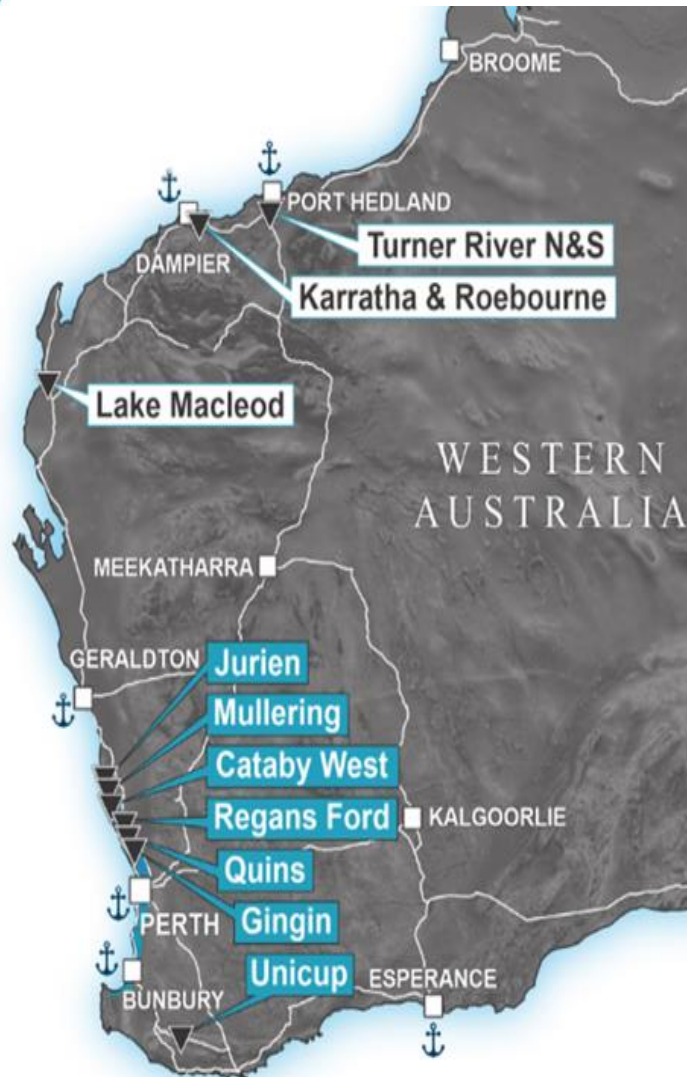 BROOME
PORT HEDLAND
Turner River N&S
DAMPIER
Karratha & Roebourne
Lake Macleod
WESTERN
AUSTRALIA
MEEKATHARRA
GERALDTON
Jurien
Mullering
Cataby West
Regans Ford
KALGOORLIE
Quins
Gingin
PERTH
Unicup
ESPERANCE
BUNBURY